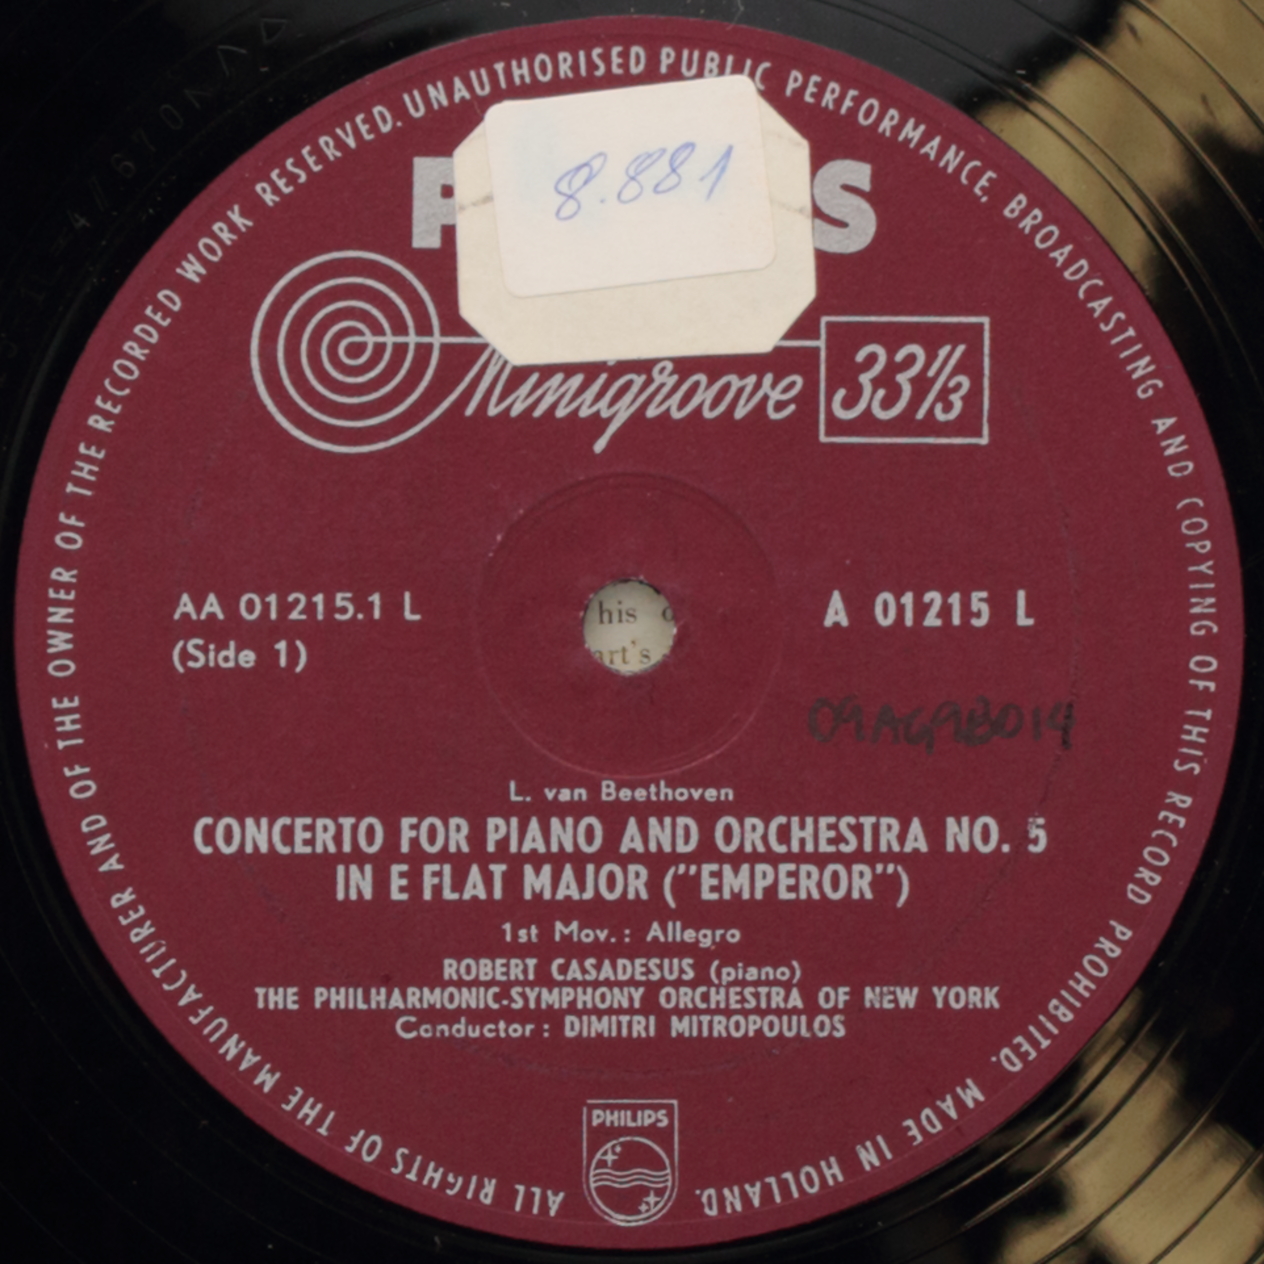 ALL RIGHTS OF THE MANUFACTURER AND OF THE OWNER OF THE RECORDED WORK RESERVED. UNAUTHORISED PUBLIC PERFORMANCE, BROADCASTING AND COPYING OF THIS RECORD PROHIBITED. MADE IN HOLLAND.
8.881
Minigroove 33⅓
AA 01215.1 L
(Side 1)
A 01215 L
his
art's
09AG9B014
L. van Beethoven
CONCERTO FOR PIANO AND ORCHESTRA NO. 5
IN E FLAT MAJOR ("EMPEROR")
1st Mov.: Allegro
ROBERT CASADESUS (piano)
THE PHILHARMONIC-SYMPHONY ORCHESTRA OF NEW YORK
Conductor: DIMITRI MITROPOULOS
PHILIPS